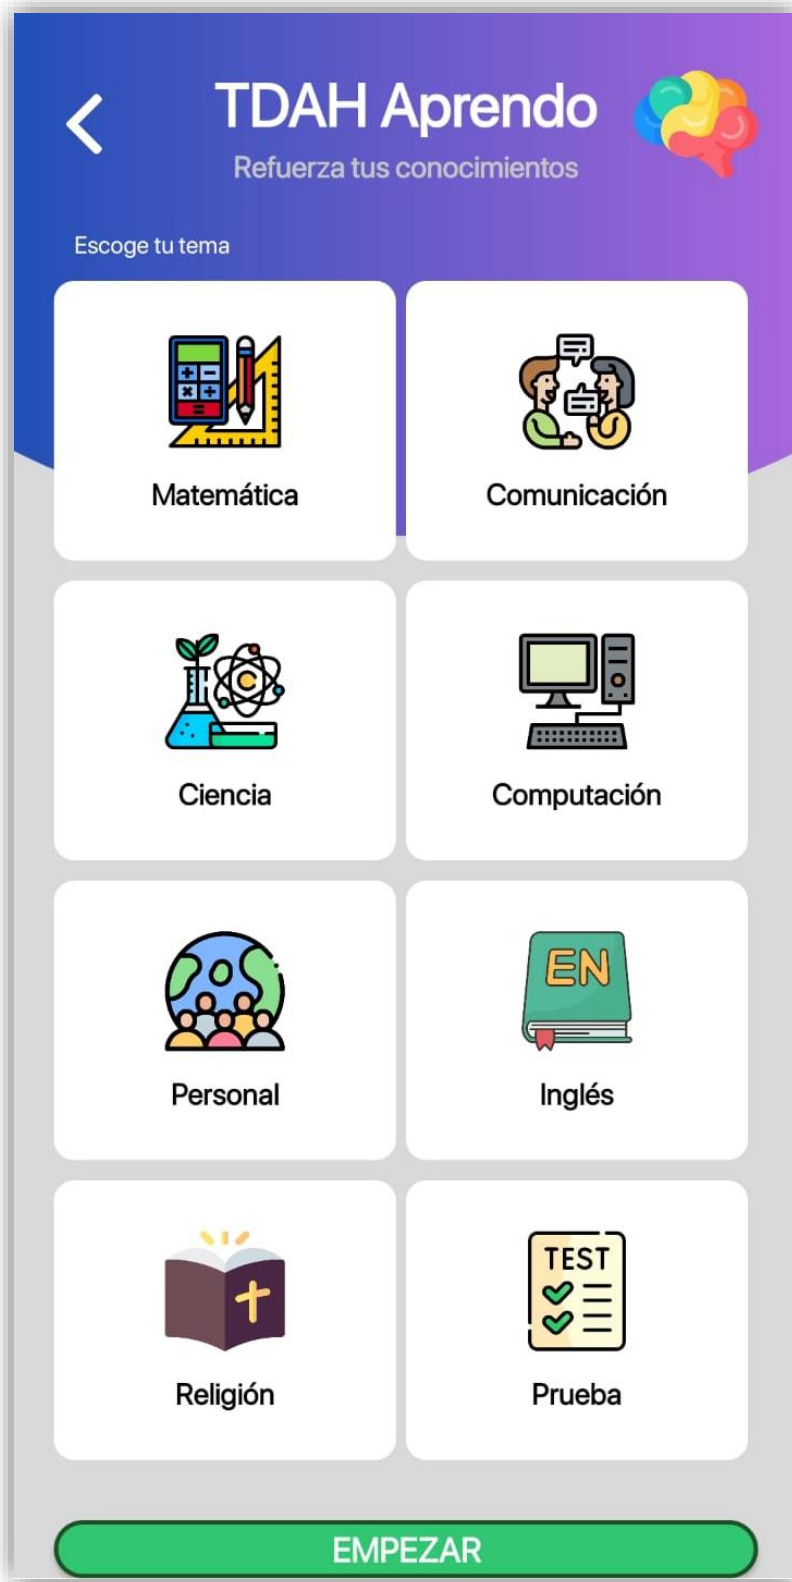 TDAH Aprendo
Refuerza tus conocimientos
Escoge tu tema
Matemática
Comunicación
Ciencia
Computación
EN
Personal
Inglés
TEST
Religión
Prueba
EMPEZAR